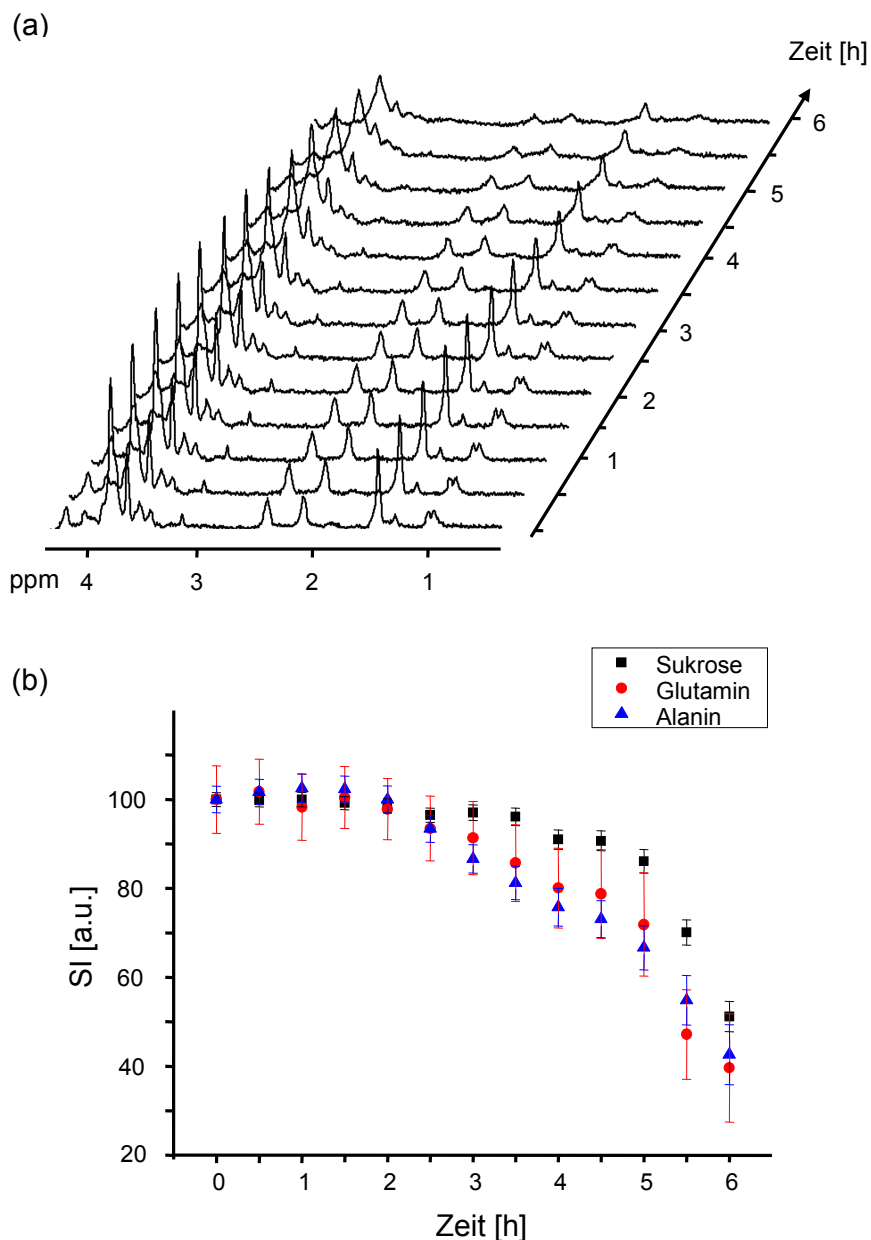 (a)
Zeit [h]
6
5
4
3
2
1
ppm 4 3 2 1
(b)
Sukrose
Glutamin
Alanin
SI [a.u.]
100
80
60
40
20
0 1 2 3 4 5 6
Zeit [h]